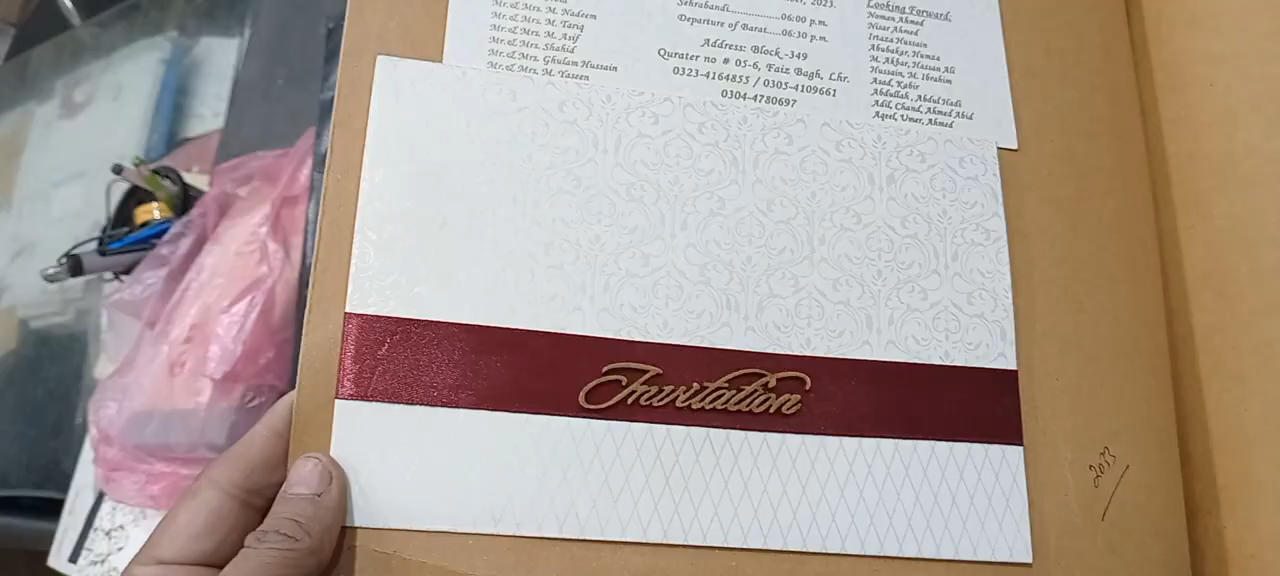 Mr. & Mrs. M. Nadeem
Mr. & Mrs. M. Tariq
Mr. & Mrs. M. Asif
Mr. & Mrs. Shahid
Mr. & Mrs. Ghulam Hussain
Mr. & Mrs. M. Yaseen
2023.
Sehrabandi.................06:00 p.m.
Departure of Barat.....06:30 p.m.
Address: Block -349
Qurater no # 05-6, Faiz Bagh, Lhr.
0323-4164855 / 0305-4109661
0304-4780697
Looking Forward:
Noman Ahmed
Nisar Ahmed
Irtaza Hussain
Abubakar, Humza
M. Akbar, Hassan Ali
Hussain, M. Ibrahim
Asad, Kabir
Abdullah, Abdul Hadi
Adil, Chand, Ahmed Abid
Aqeel, Umer, Ahmed
Invitation
2033